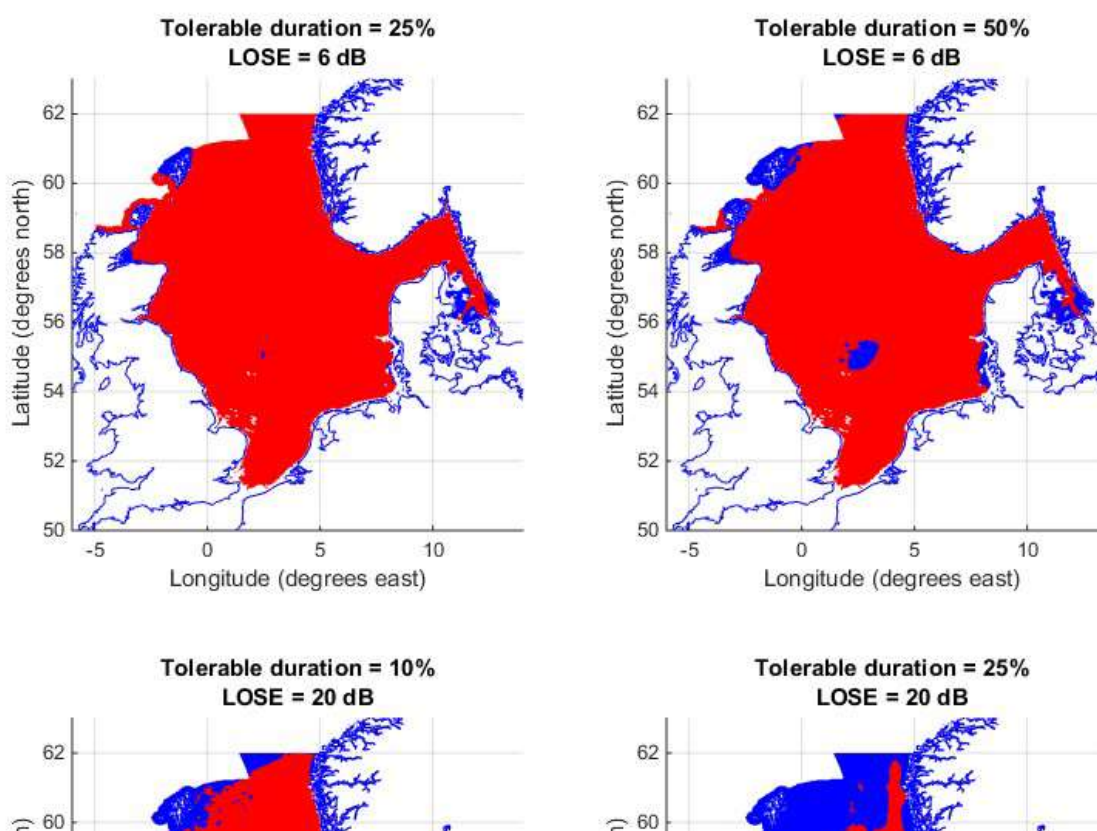 Tolerable duration = 25%
LOSE = 6 dB
62
60
58
56
54
52
50
-5
0
5
10
Latitude (degrees north)
Longitude (degrees east)
Tolerable duration = 50%
LOSE = 6 dB
62
60
58
56
54
52
50
-5
0
5
10
Latitude (degrees north)
Longitude (degrees east)
Tolerable duration = 10%
LOSE = 20 dB
62
60
Tolerable duration = 25%
LOSE = 20 dB
62
60